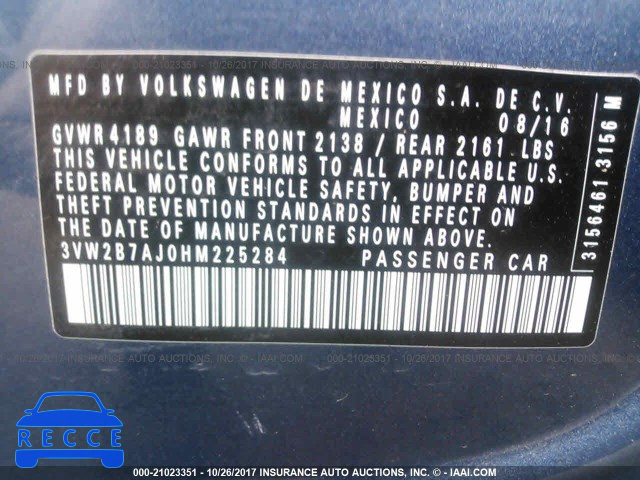 MFD BY VOLKSWAGEN DE MEXICO S.A. DE C.V.
MEXICO 08/16
GVWR 4189 GAWR FRONT 2138 / REAR 2161 LBS
THIS VEHICLE CONFORMS TO ALL APPLICABLE U.S.
FEDERAL MOTOR VEHICLE SAFETY, BUMPER AND
THEFT PREVENTION STANDARDS IN EFFECT ON
THE DATE OF MANUFACTURE SHOWN ABOVE.
3VW2B7AJ0HM225284 PASSENGER CAR
3156461 3156 M
RECCE
000-21023351 - 10/26/2017 INSURANCE AUTO AUCTIONS, INC. - © - IAAI.COM